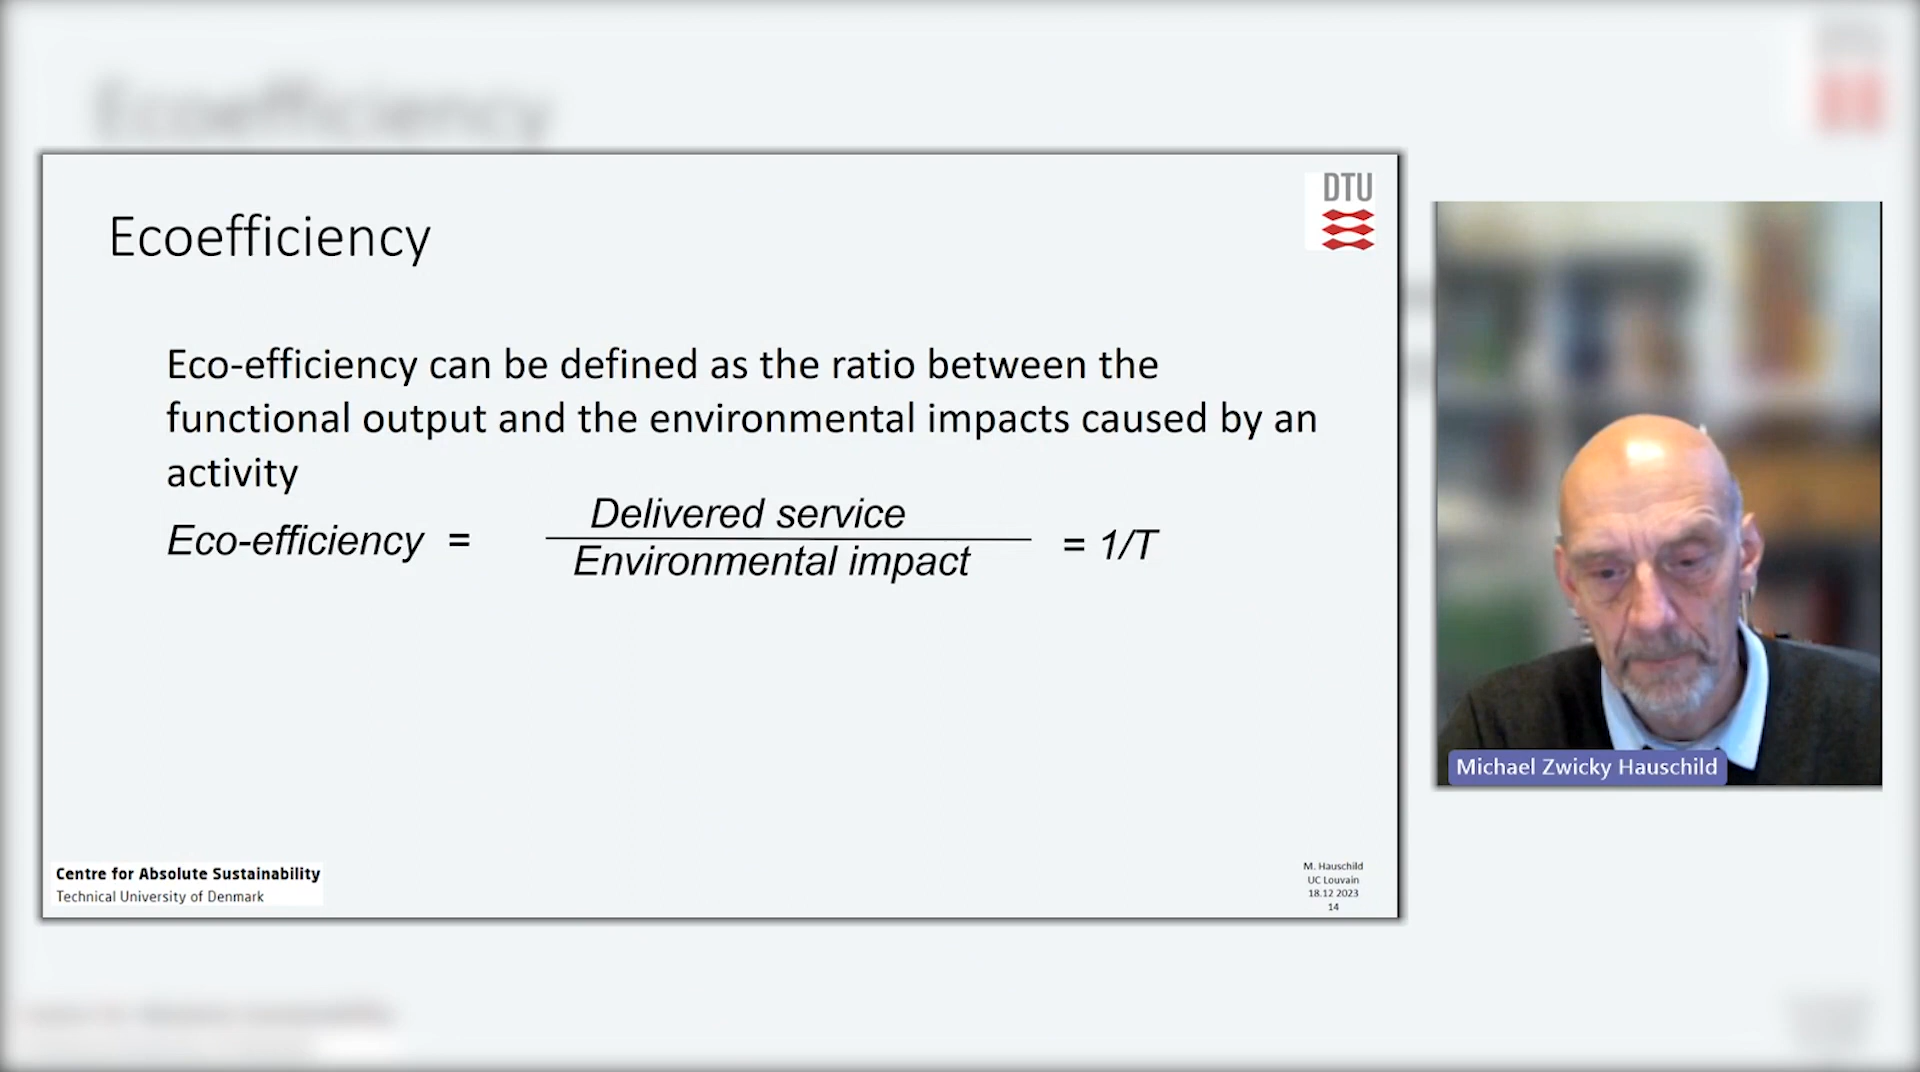 Ecoefficiency
DTU
Eco-efficiency can be defined as the ratio between the
functional output and the environmental impacts caused by an
activity
Eco-efficiency = Delivered service = 1/T
Environmental impact
Centre for Absolute Sustainability
Technical University of Denmark
M. Hauschild
UC Louvain
18.12 2023
14
Michael Zwicky Hauschild